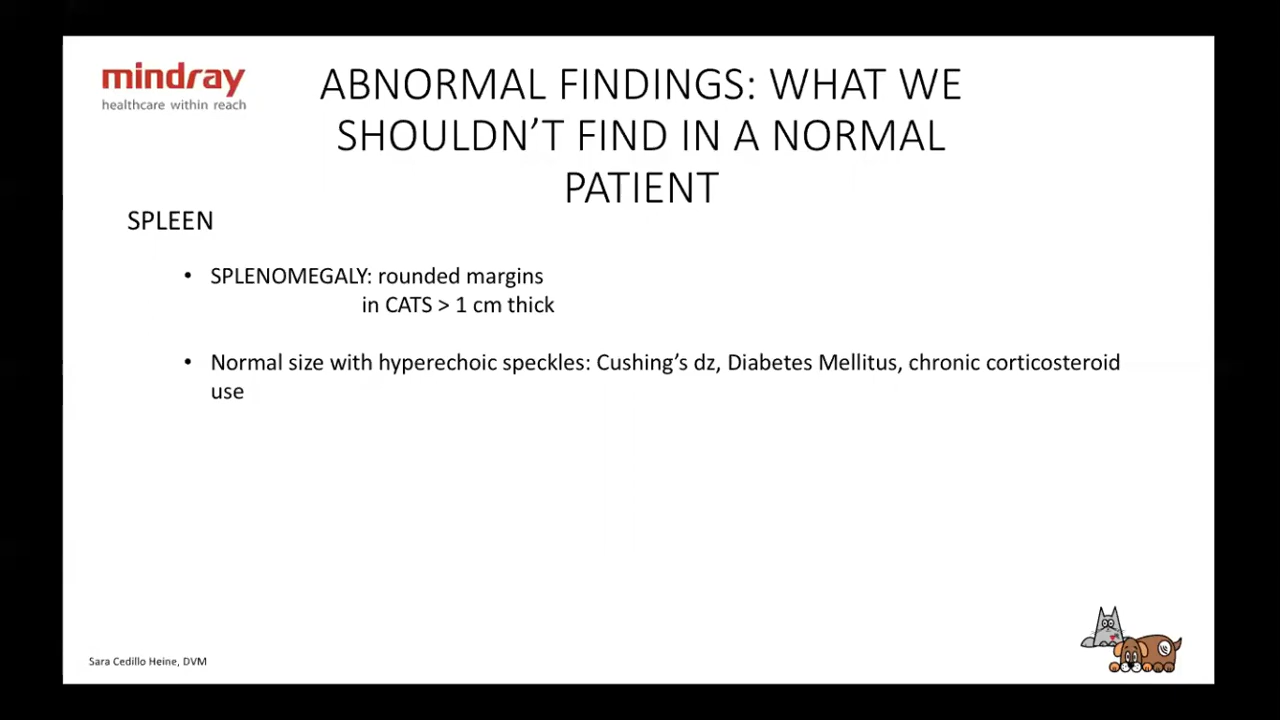 mindray
healthcare within reach
ABNORMAL FINDINGS: WHAT WE
SHOULDN’T FIND IN A NORMAL
PATIENT
SPLEEN
• SPLENOMEGALY: rounded margins
in CATS > 1 cm thick
• Normal size with hyperechoic speckles: Cushing’s dz, Diabetes Mellitus, chronic corticosteroid
use
Sara Cedillo Heine, DVM